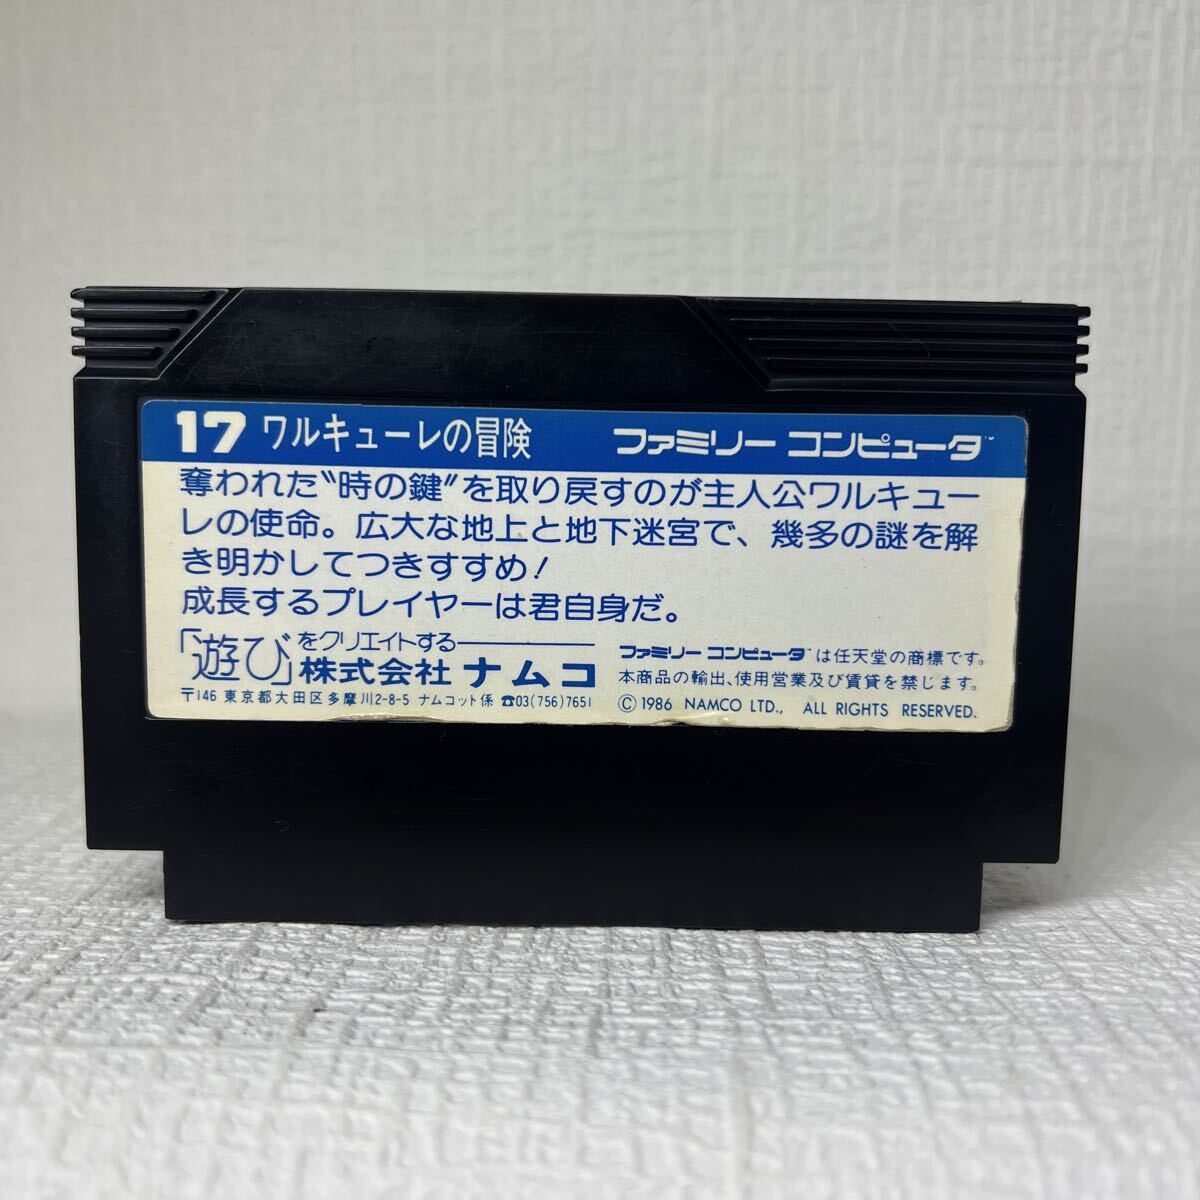 17 ワルキューレの冒険 ファミリー コンピュータ™
奪われた〝時の鍵〟を取り戻すのが主人公ワルキュー
レの使命。広大な地上と地下迷宮で、幾多の謎を解
き明かしてつきすすめ!
成長するプレイヤーは君自身だ。
「遊び」をクリエイトする
株式会社 ナムコ
〒146 東京都大田区多摩川2-8-5 ナムコット係 ☎03(756)7651
ファミリー コンピュータ™は任天堂の商標です。
本商品の輸出、使用営業及び賃貸を禁じます。
©1986 NAMCO LTD., ALL RIGHTS RESERVED.